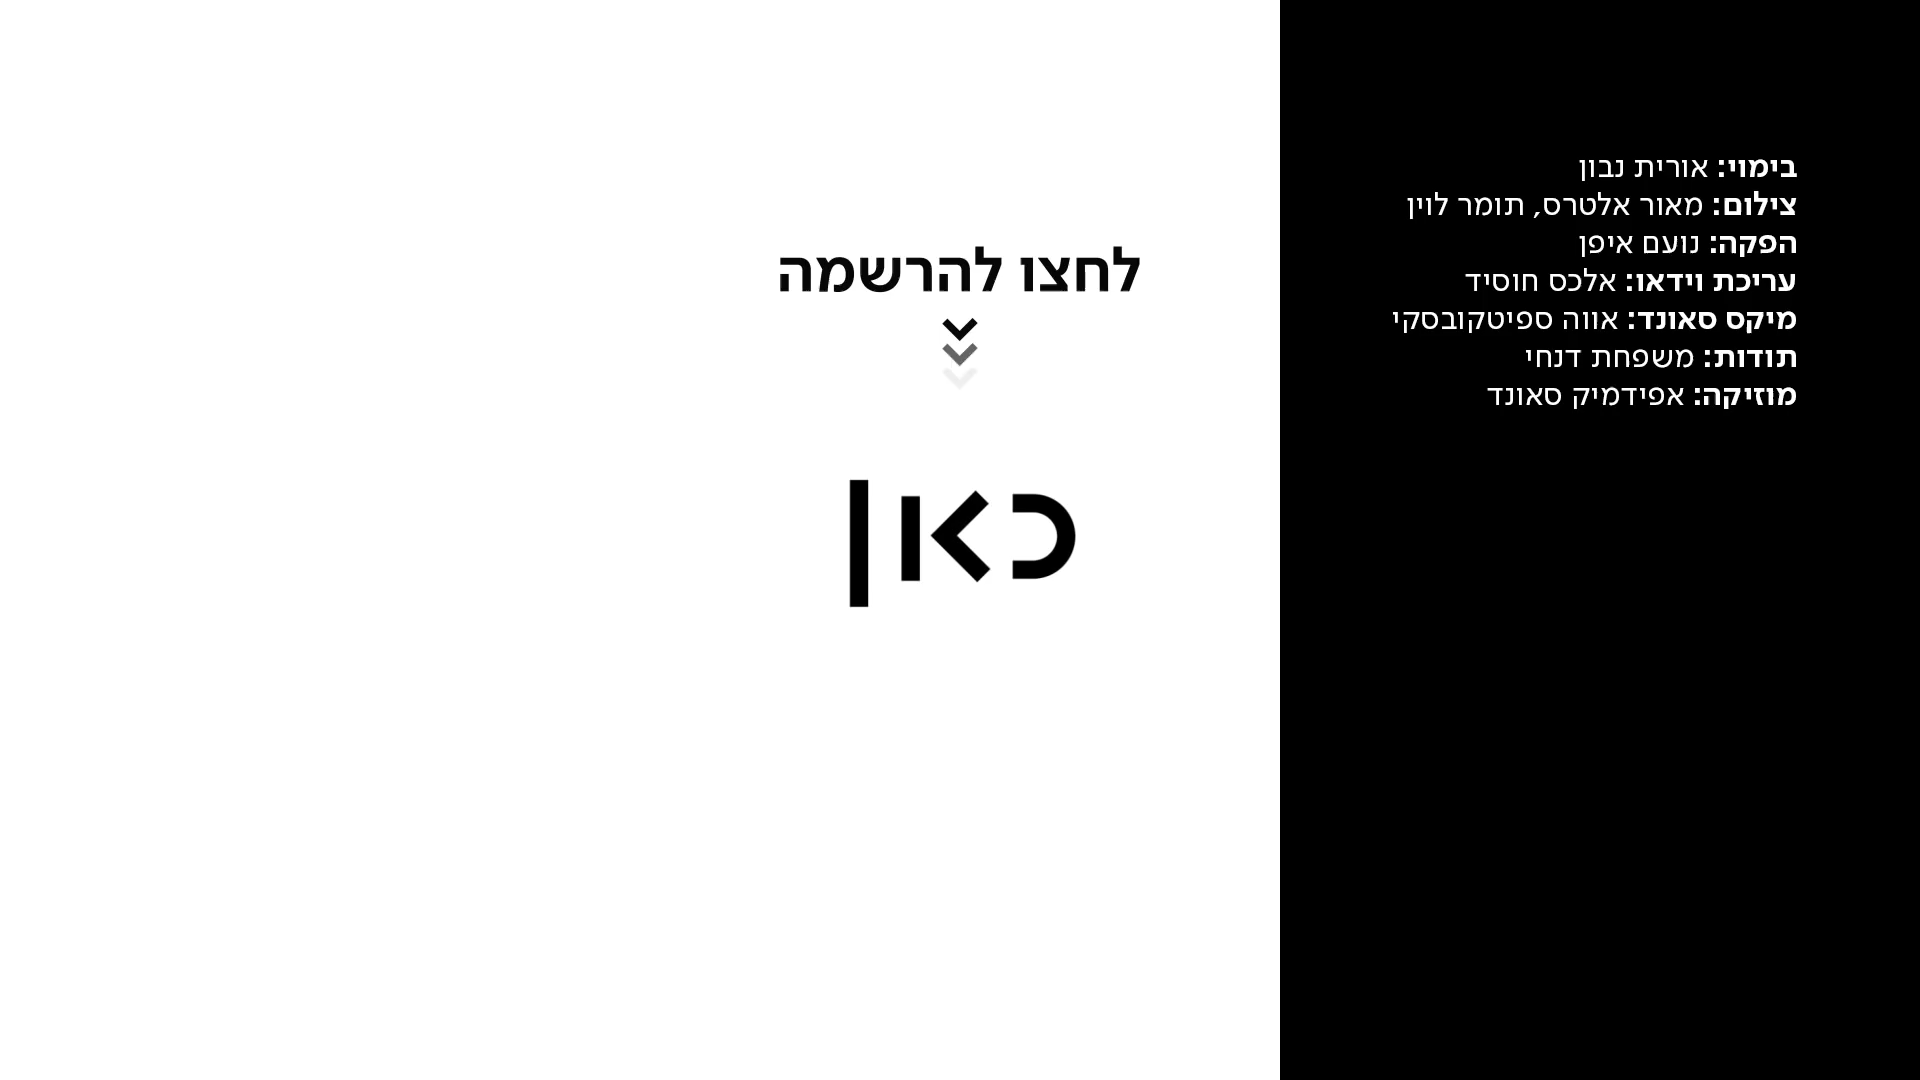 בימוי: אורית נבון
צילום: מאור אלטרס, תומר לוין
הפקה: נועם איפן
עריכת וידאו: אלכס חוסיד
מיקס סאונד: אווה ספיטקובסקי
תודות: משפחת דנחי
מוזיקה: אפידמיק סאונד
לחצו להרשמה
כאן